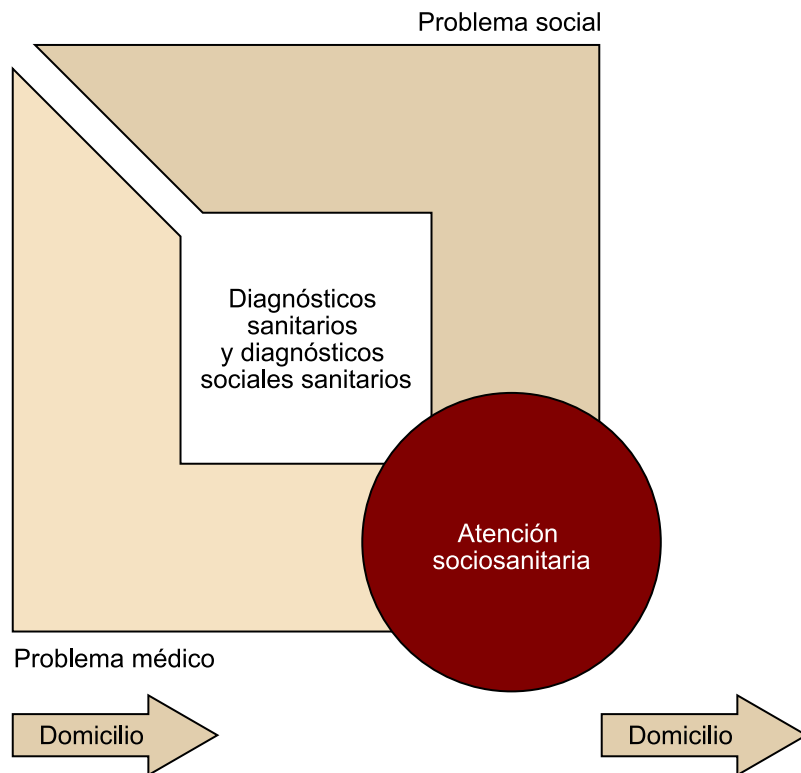 Problema social
Diagnósticos
sanitarios
y diagnósticos
sociales sanitarios
Atención
sociosanitaria
Problema médico
Domicilio
Domicilio